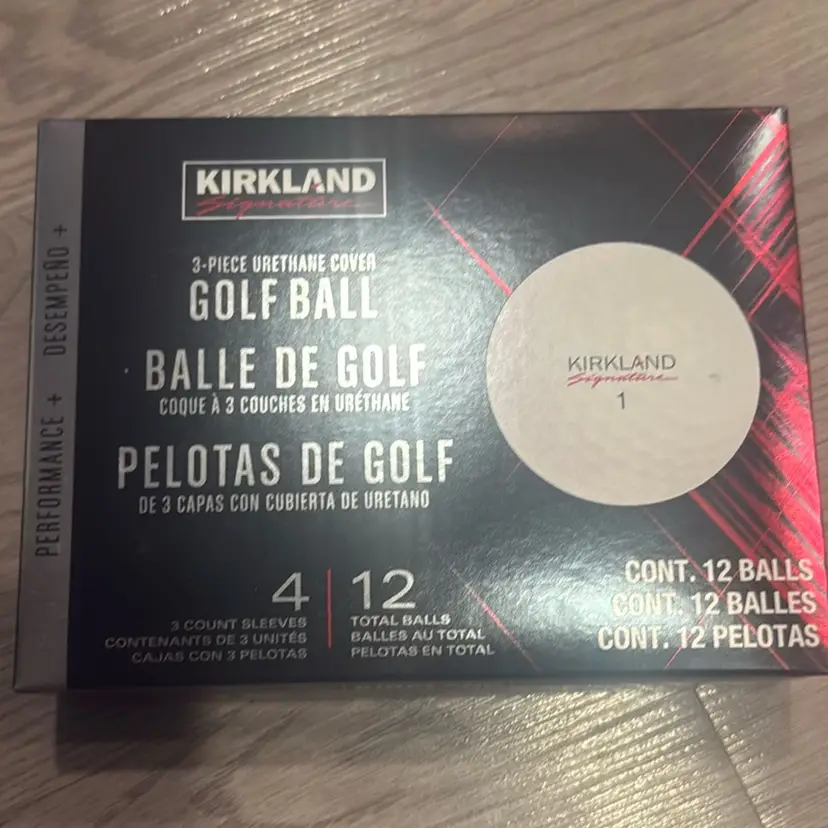 KIRKLAND
Signature
3-PIECE URETHANE COVER
GOLF BALL
BALLE DE GOLF
COQUE À 3 COUCHES EN URÉTHANE
PELOTAS DE GOLF
DE 3 CAPAS CON CUBIERTA DE URETANO
4
3 COUNT SLEEVES
CONTENANTS DE 3 UNITÉS
CAJAS CON 3 PELOTAS
12
TOTAL BALLS
BALLES AU TOTAL
PELOTAS EN TOTAL
KIRKLAND
Signature
1
CONT. 12 BALLS
CONT. 12 BALLES
CONT. 12 PELOTAS
PERFORMANCE + DESEMPEÑO +